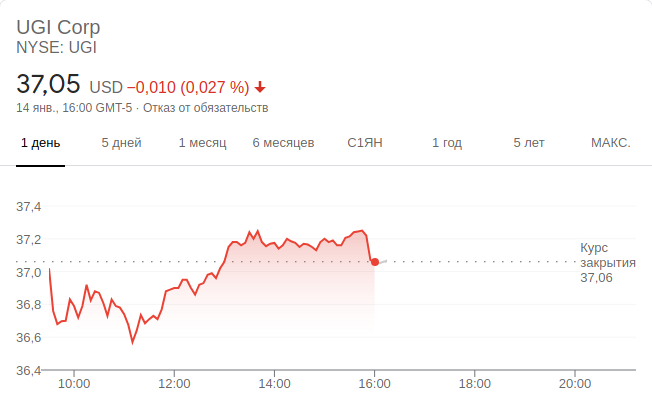 UGI Corp
NYSE: UGI
37,05 USD −0,010 (0,027 %)
14 янв., 16:00 GMT-5 · Отказ от обязательств
1 день 5 дней 1 месяц 6 месяцев С1ЯН 1 год 5 лет МАКС.
37,4
37,2
37,0
36,8
36,6
36,4
Курс
закрытия
37,06
10:00 12:00 14:00 16:00 18:00 20:00